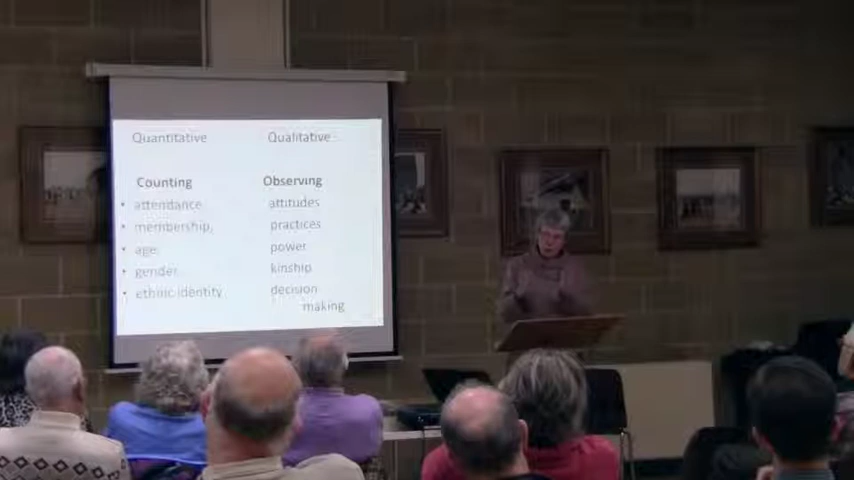 Quantitative Qualitative
Counting Observing
• attendance attitudes
• membership, practices
• age power
• gender kinship
• ethnic identity decision
making